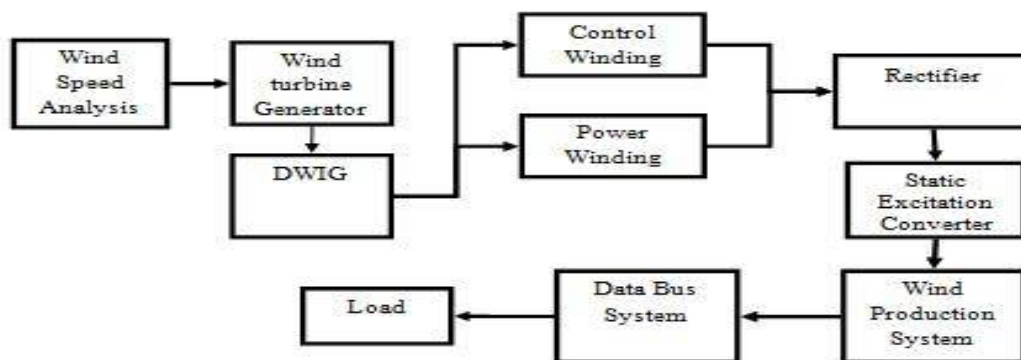 Wind
Speed
Analysis
Wind
turbine
Generator
DWIG
Control
Winding
Power
Winding
Rectifier
Static
Excitation
Converter
Wind
Production
System
Data Bus
System
Load